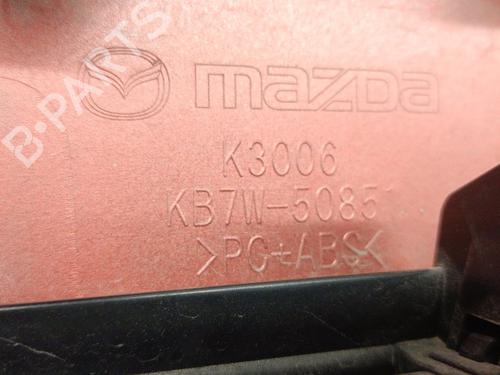 mazda
K3006
KB7W-50851
>PC+ABS<
B-PARTS